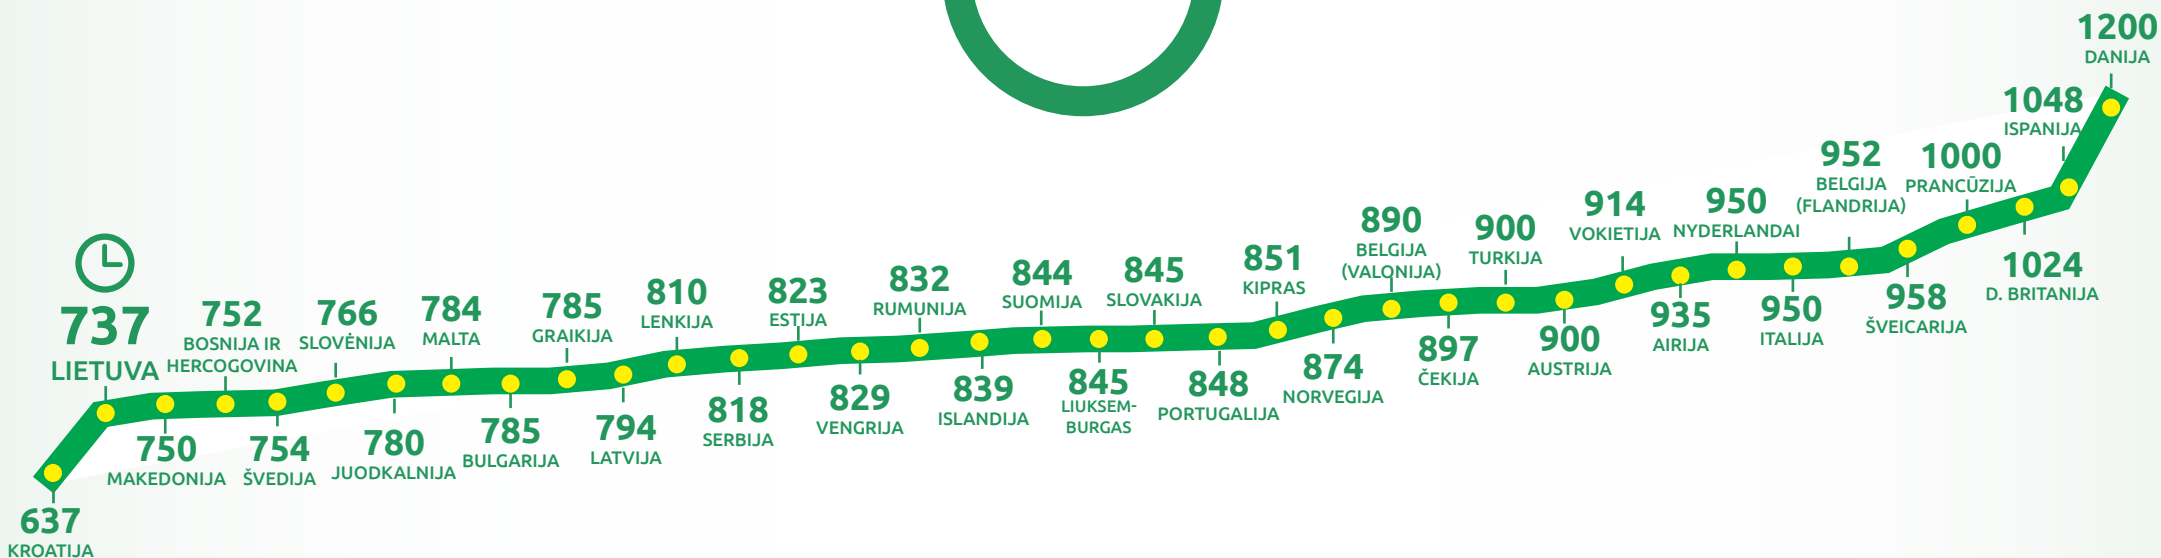 637
KROATIJA
737
LIETUVA
750
MAKEDONIJA
752
BOSNIJA IR
HERCOGOVINA
754
ŠVEDIJA
766
SLOVĖNIJA
780
JUODKALNIJA
784
MALTA
785
BULGARIJA
785
GRAIKIJA
794
LATVIJA
810
LENKIJA
818
SERBIJA
823
ESTIJA
829
VENGRIJA
832
RUMUNIJA
839
ISLANDIJA
844
SUOMIJA
845
LIUKSEM-
BURGAS
845
SLOVAKIJA
848
PORTUGALIJA
851
KIPRAS
874
NORVEGIJA
890
BELGIJA
(VALONIJA)
897
ČEKIJA
900
TURKIJA
900
AUSTRIJA
914
VOKIETIJA
935
AIRIJA
950
NYDERLANDAI
950
ITALIJA
952
BELGIJA
(FLANDRIJA)
958
ŠVEICARIJA
1000
PRANCŪZIJA
1024
D. BRITANIJA
1048
ISPANIJA
1200
DANIJA